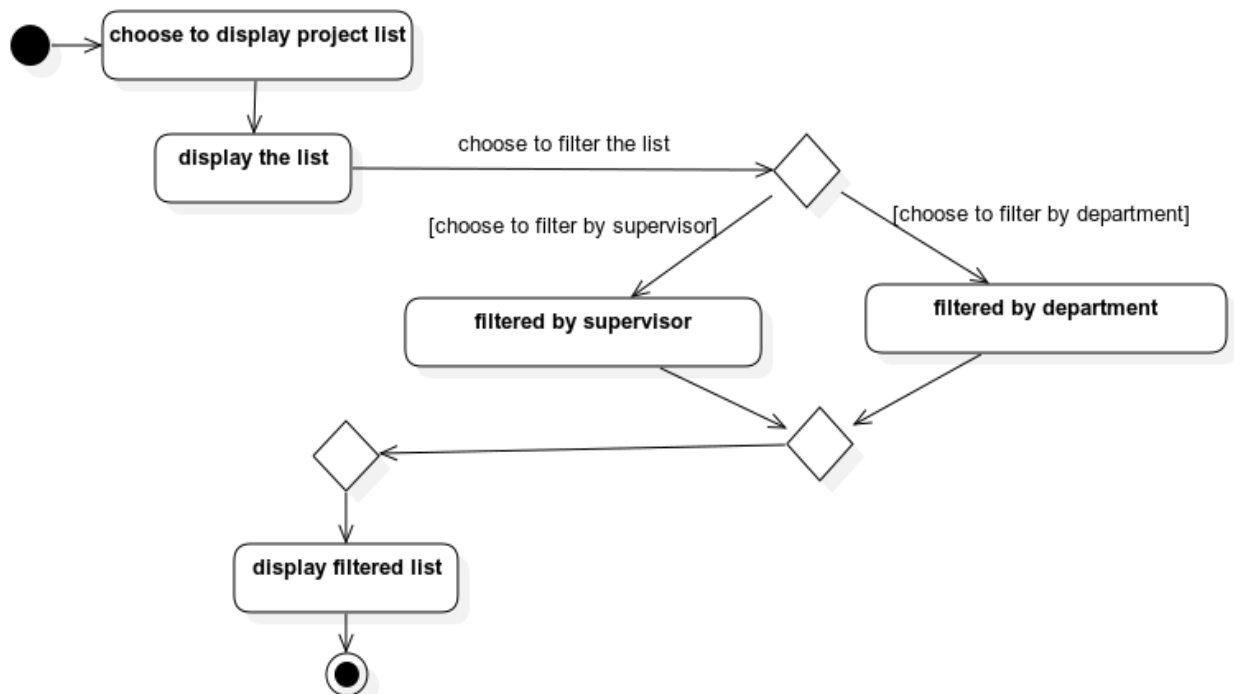 choose to display project list
display the list
choose to filter the list
[choose to filter by supervisor]
[choose to filter by department]
filtered by supervisor
filtered by department
display filtered list